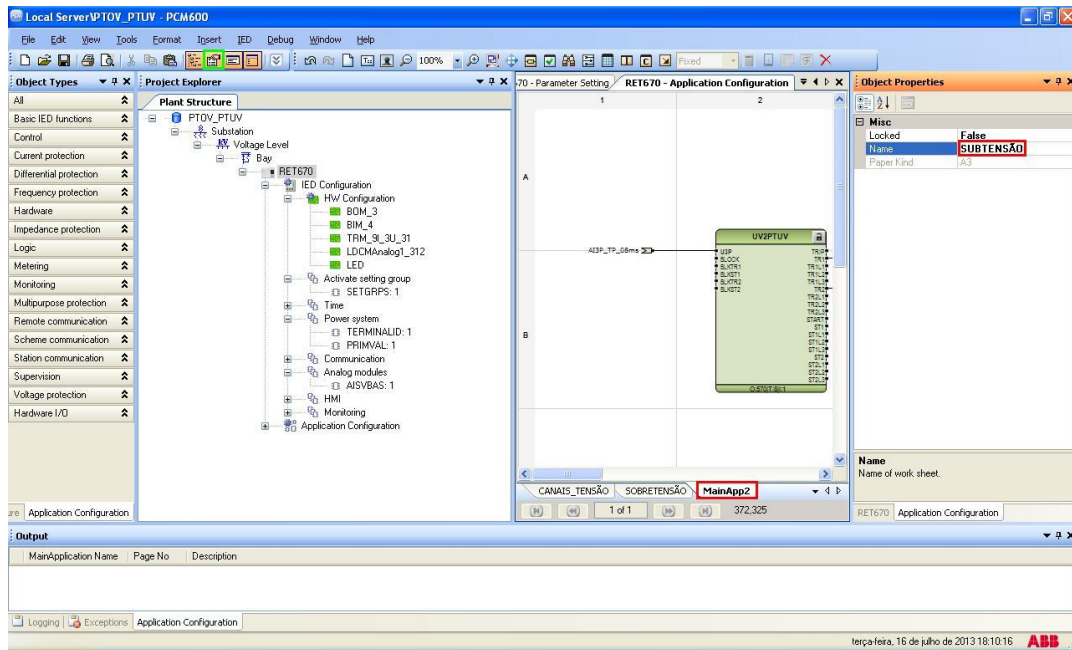 Local Server\PTOV_PTUV - PCM600
File Edit View Tools Format Insert IED Debug Window Help
100%
Fixed
Object Types
All
Basic IED functions
Control
Current protection
Differential protection
Frequency protection
Hardware
Impedance protection
Logic
Metering
Monitoring
Multipurpose protection
Remote communication
Scheme communication
Station communication
Supervision
Voltage protection
Hardware I/O
re Application Configuration
Project Explorer
Plant Structure
PTOV_PTUV
Substation
Voltage Level
Bay
RET670
IED Configuration
HW Configuration
BOM_3
BIM_4
TRM_9I_3U_31
LDCMAnalog1_312
LED
Activate setting group
SETGRPS: 1
Time
Power system
TERMINALID: 1
PRIMVAL: 1
Communication
Analog modules
AISVBAS: 1
HMI
Monitoring
Application Configuration
70 - Parameter Setting RET670 - Application Configuration
1 2
A
B
AI3P_TP_08ms
UV2PTUV
U3P
BLOCK
BLKTR1
BLKST1
BLKTR2
BLKST2
TRIP
TR1
TR1L1
TR1L2
TR1L3
TR2
TR2L1
TR2L2
TR2L3
START
ST1
ST1L1
ST1L2
ST1L3
ST2
ST2L1
ST2L2
ST2L3
CANAIS_TENSÃO SOBRETENSÃO MainApp2
1 of 1 372,325
Object Properties
Misc
Locked False
Name SUBTENSÃO
Paper Kind A3
Name
Name of work sheet.
RET670 Application Configuration
Output
MainApplication Name Page No Description
Logging Exceptions Application Configuration
terça-feira, 16 de julho de 2013 18:10:16 ABB